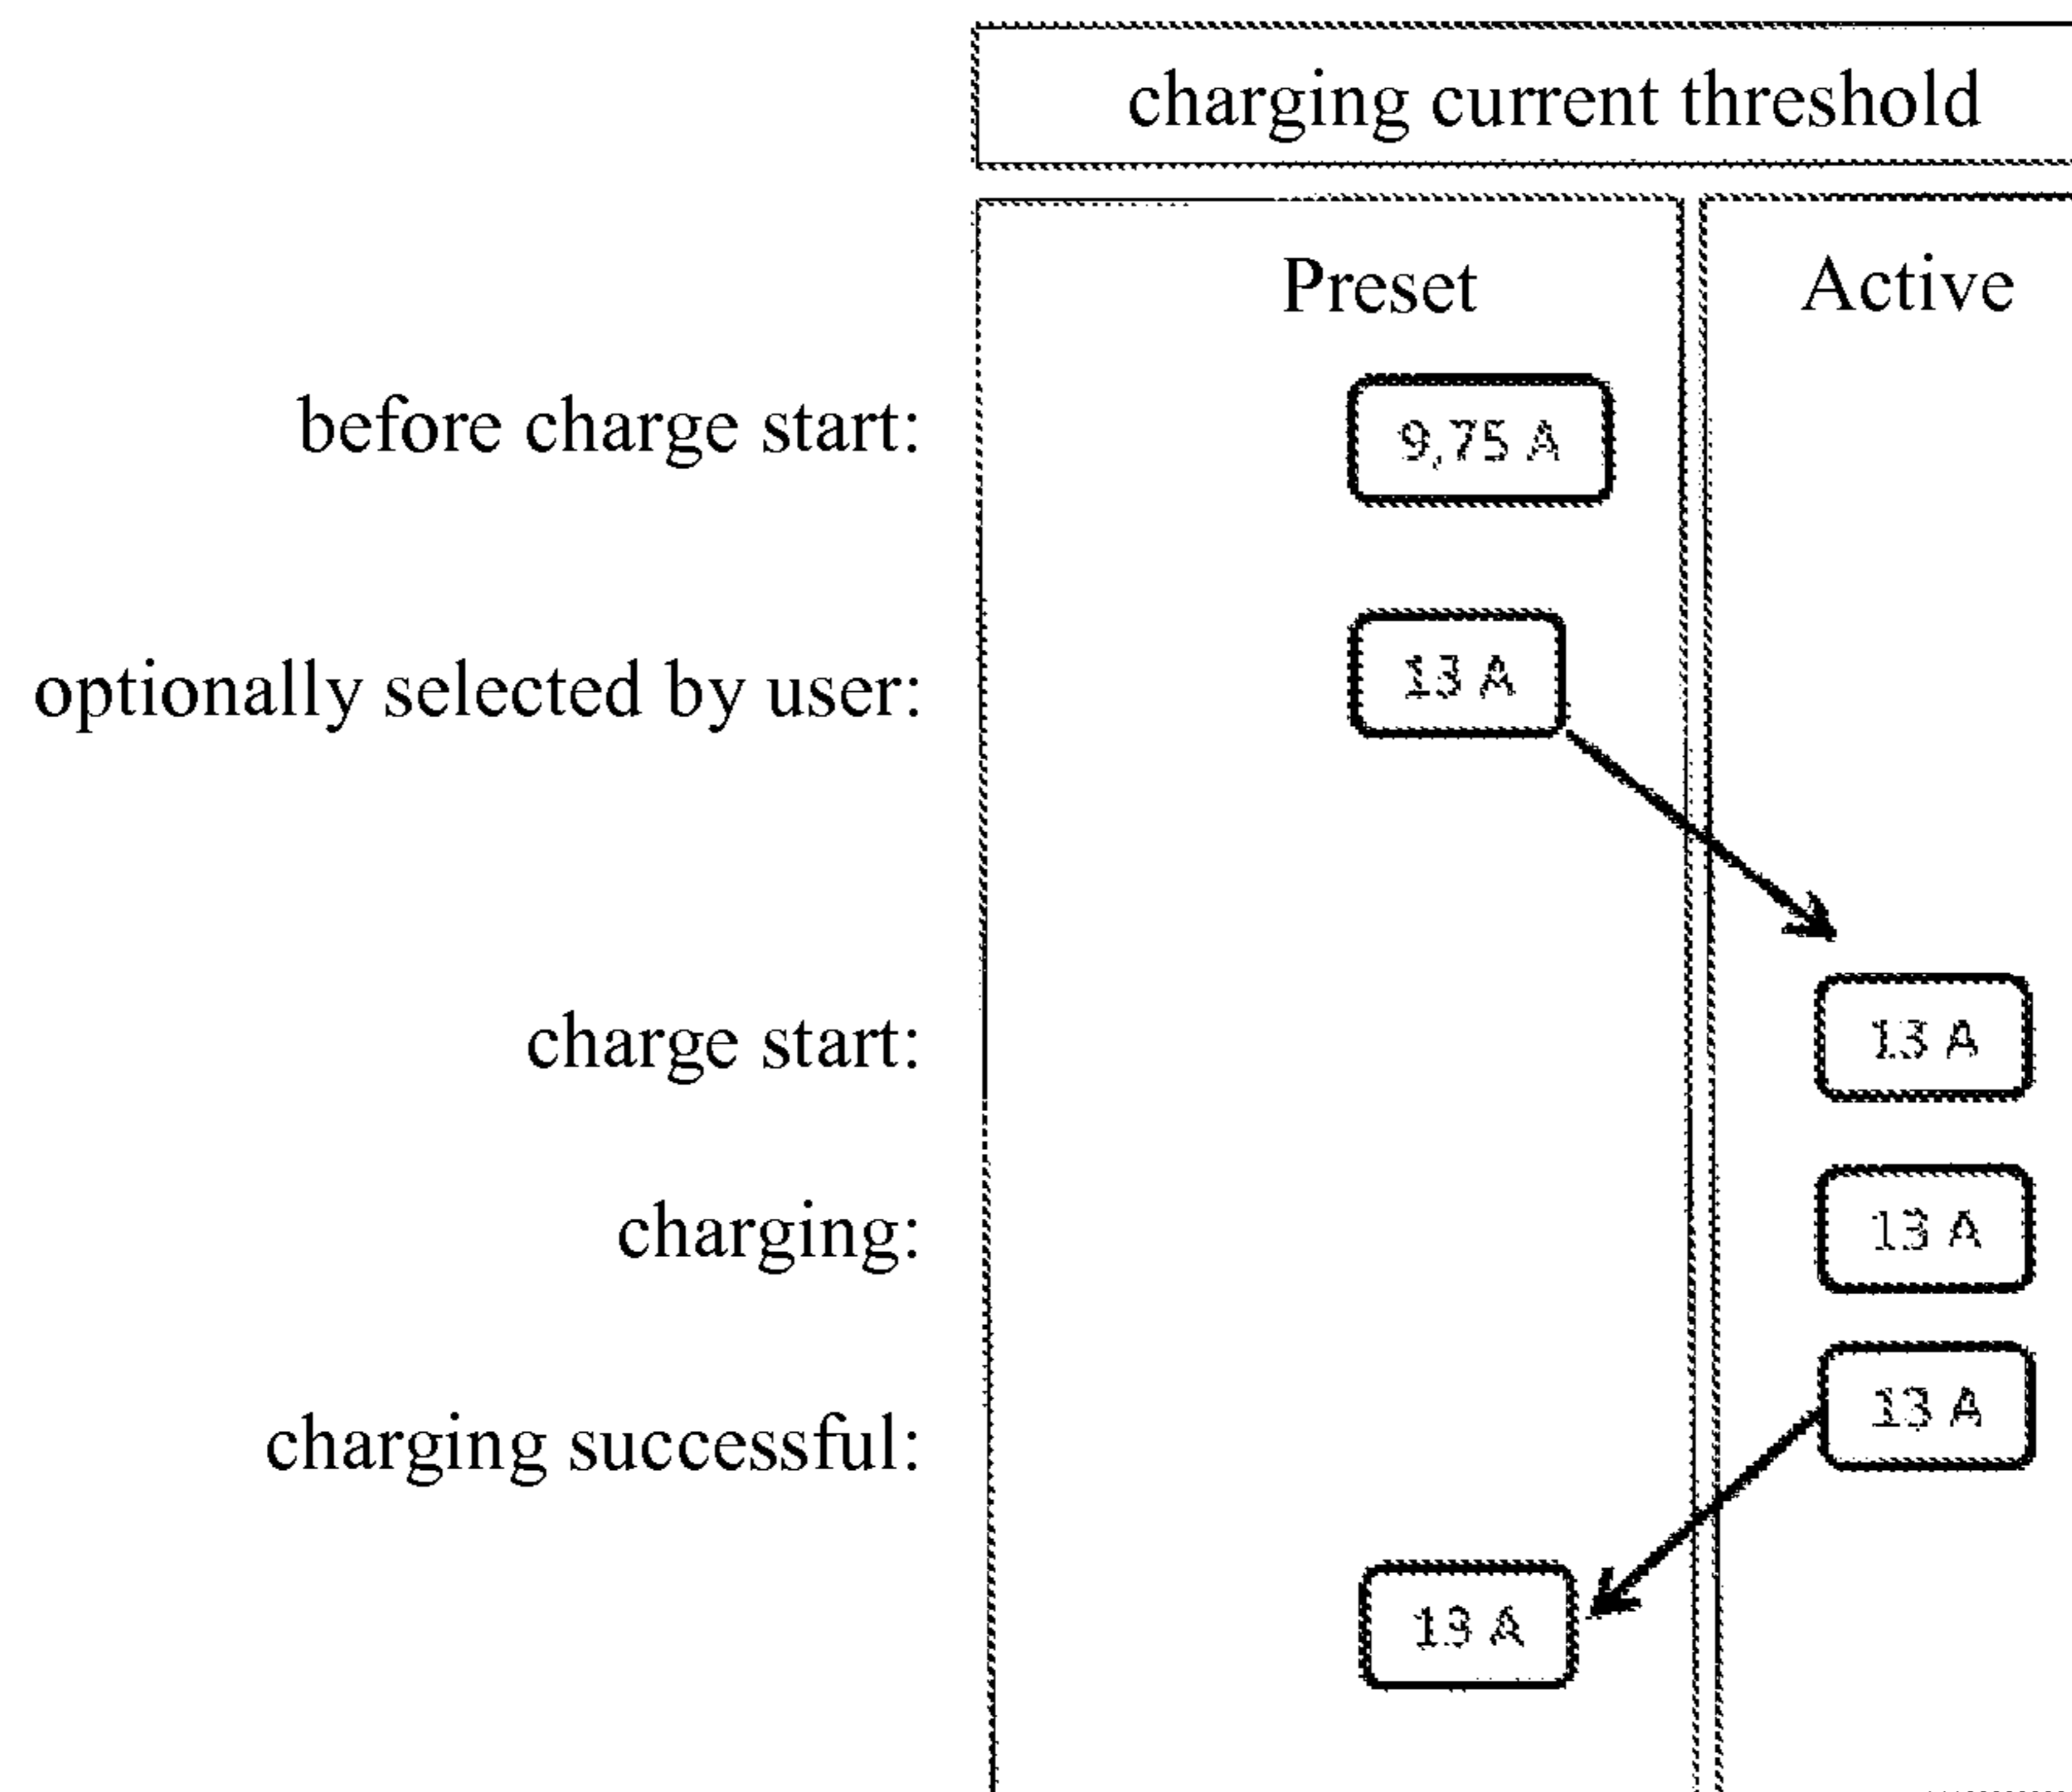 charging current threshold
Preset Active
before charge start: 9,75 A
optionally selected by user: 13 A
charge start: 13 A
charging: 13 A
charging successful: 13 A
13 A